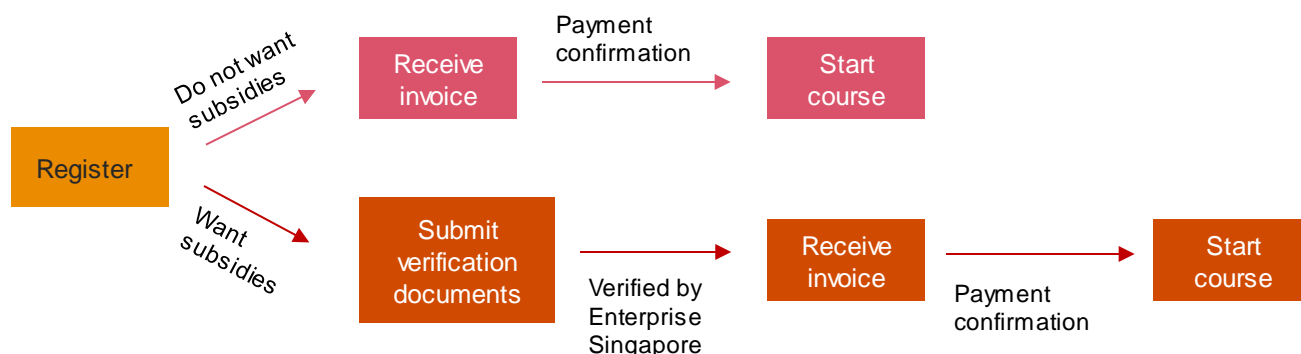 Register
Do not want
subsidies
Receive
invoice
Payment
confirmation
Start
course
Want
subsidies
Submit
verification
documents
Verified by
Enterprise
Singapore
Receive
invoice
Payment
confirmation
Start
course